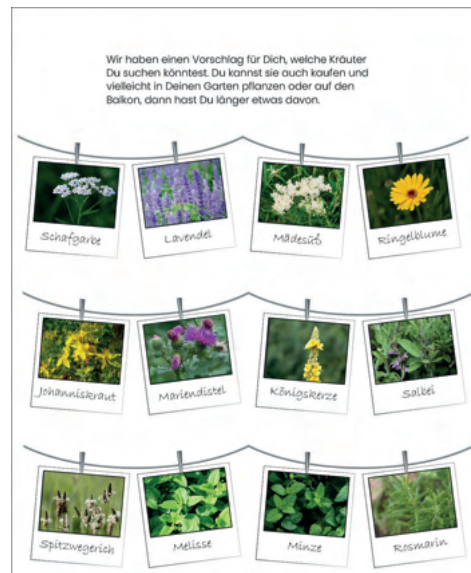 Wir haben einen Vorschlag für Dich, welche Kräuter
Du suchen könntest. Du kannst sie auch kaufen und
vielleicht in Deinen Garten pflanzen oder auf den
Balkon, dann hast Du länger etwas davon.
Schafgarbe
Lavendel
Mädesüß
Ringelblume
Johanniskraut
Mariendistel
Königskerze
Salbei
Spitzwegerich
Melisse
Minze
Rosmarin